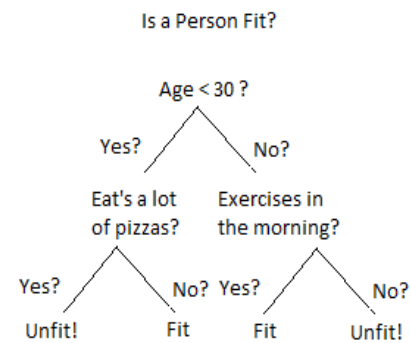 Is a Person Fit?
Age < 30 ?
Yes?
No?
Eat's a lot
of pizzas?
Exercises in
the morning?
Yes?
No?
Yes?
No?
Unfit!
Fit
Fit
Unfit!